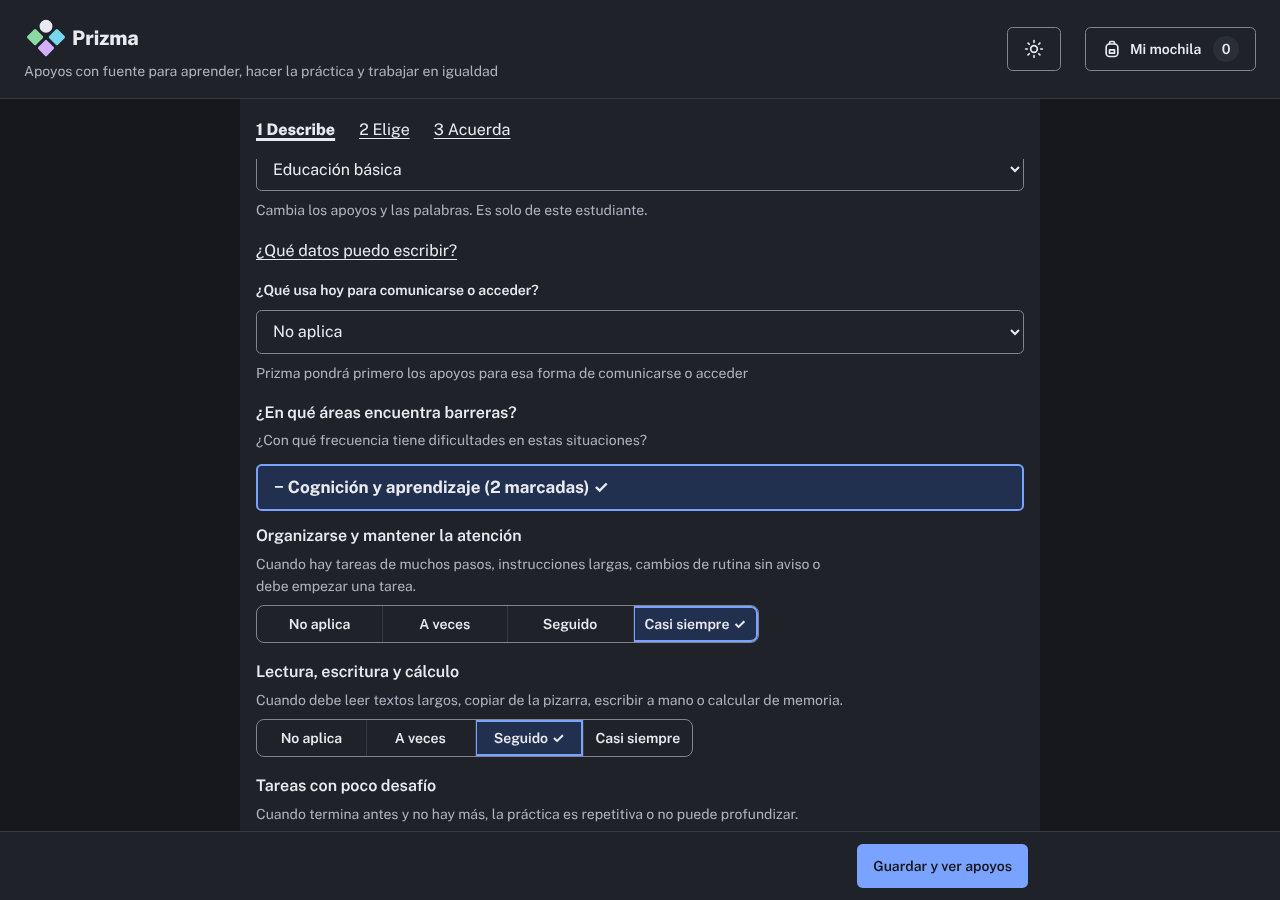 Prizma
Apoyos con fuente para aprender, hacer la práctica y trabajar en igualdad
Mi mochila 0
1 Describe 2 Elige 3 Acuerda
Educación básica
Cambia los apoyos y las palabras. Es solo de este estudiante.
¿Qué datos puedo escribir?
¿Qué usa hoy para comunicarse o acceder?
No aplica
Prizma pondrá primero los apoyos para esa forma de comunicarse o acceder
¿En qué áreas encuentra barreras?
¿Con qué frecuencia tiene dificultades en estas situaciones?
− Cognición y aprendizaje (2 marcadas) ✓
Organizarse y mantener la atención
Cuando hay tareas de muchos pasos, instrucciones largas, cambios de rutina sin aviso o
debe empezar una tarea.
No aplica A veces Seguido Casi siempre ✓
Lectura, escritura y cálculo
Cuando debe leer textos largos, copiar de la pizarra, escribir a mano o calcular de memoria.
No aplica A veces Seguido ✓ Casi siempre
Tareas con poco desafío
Cuando termina antes y no hay más, la práctica es repetitiva o no puede profundizar.
Guardar y ver apoyos